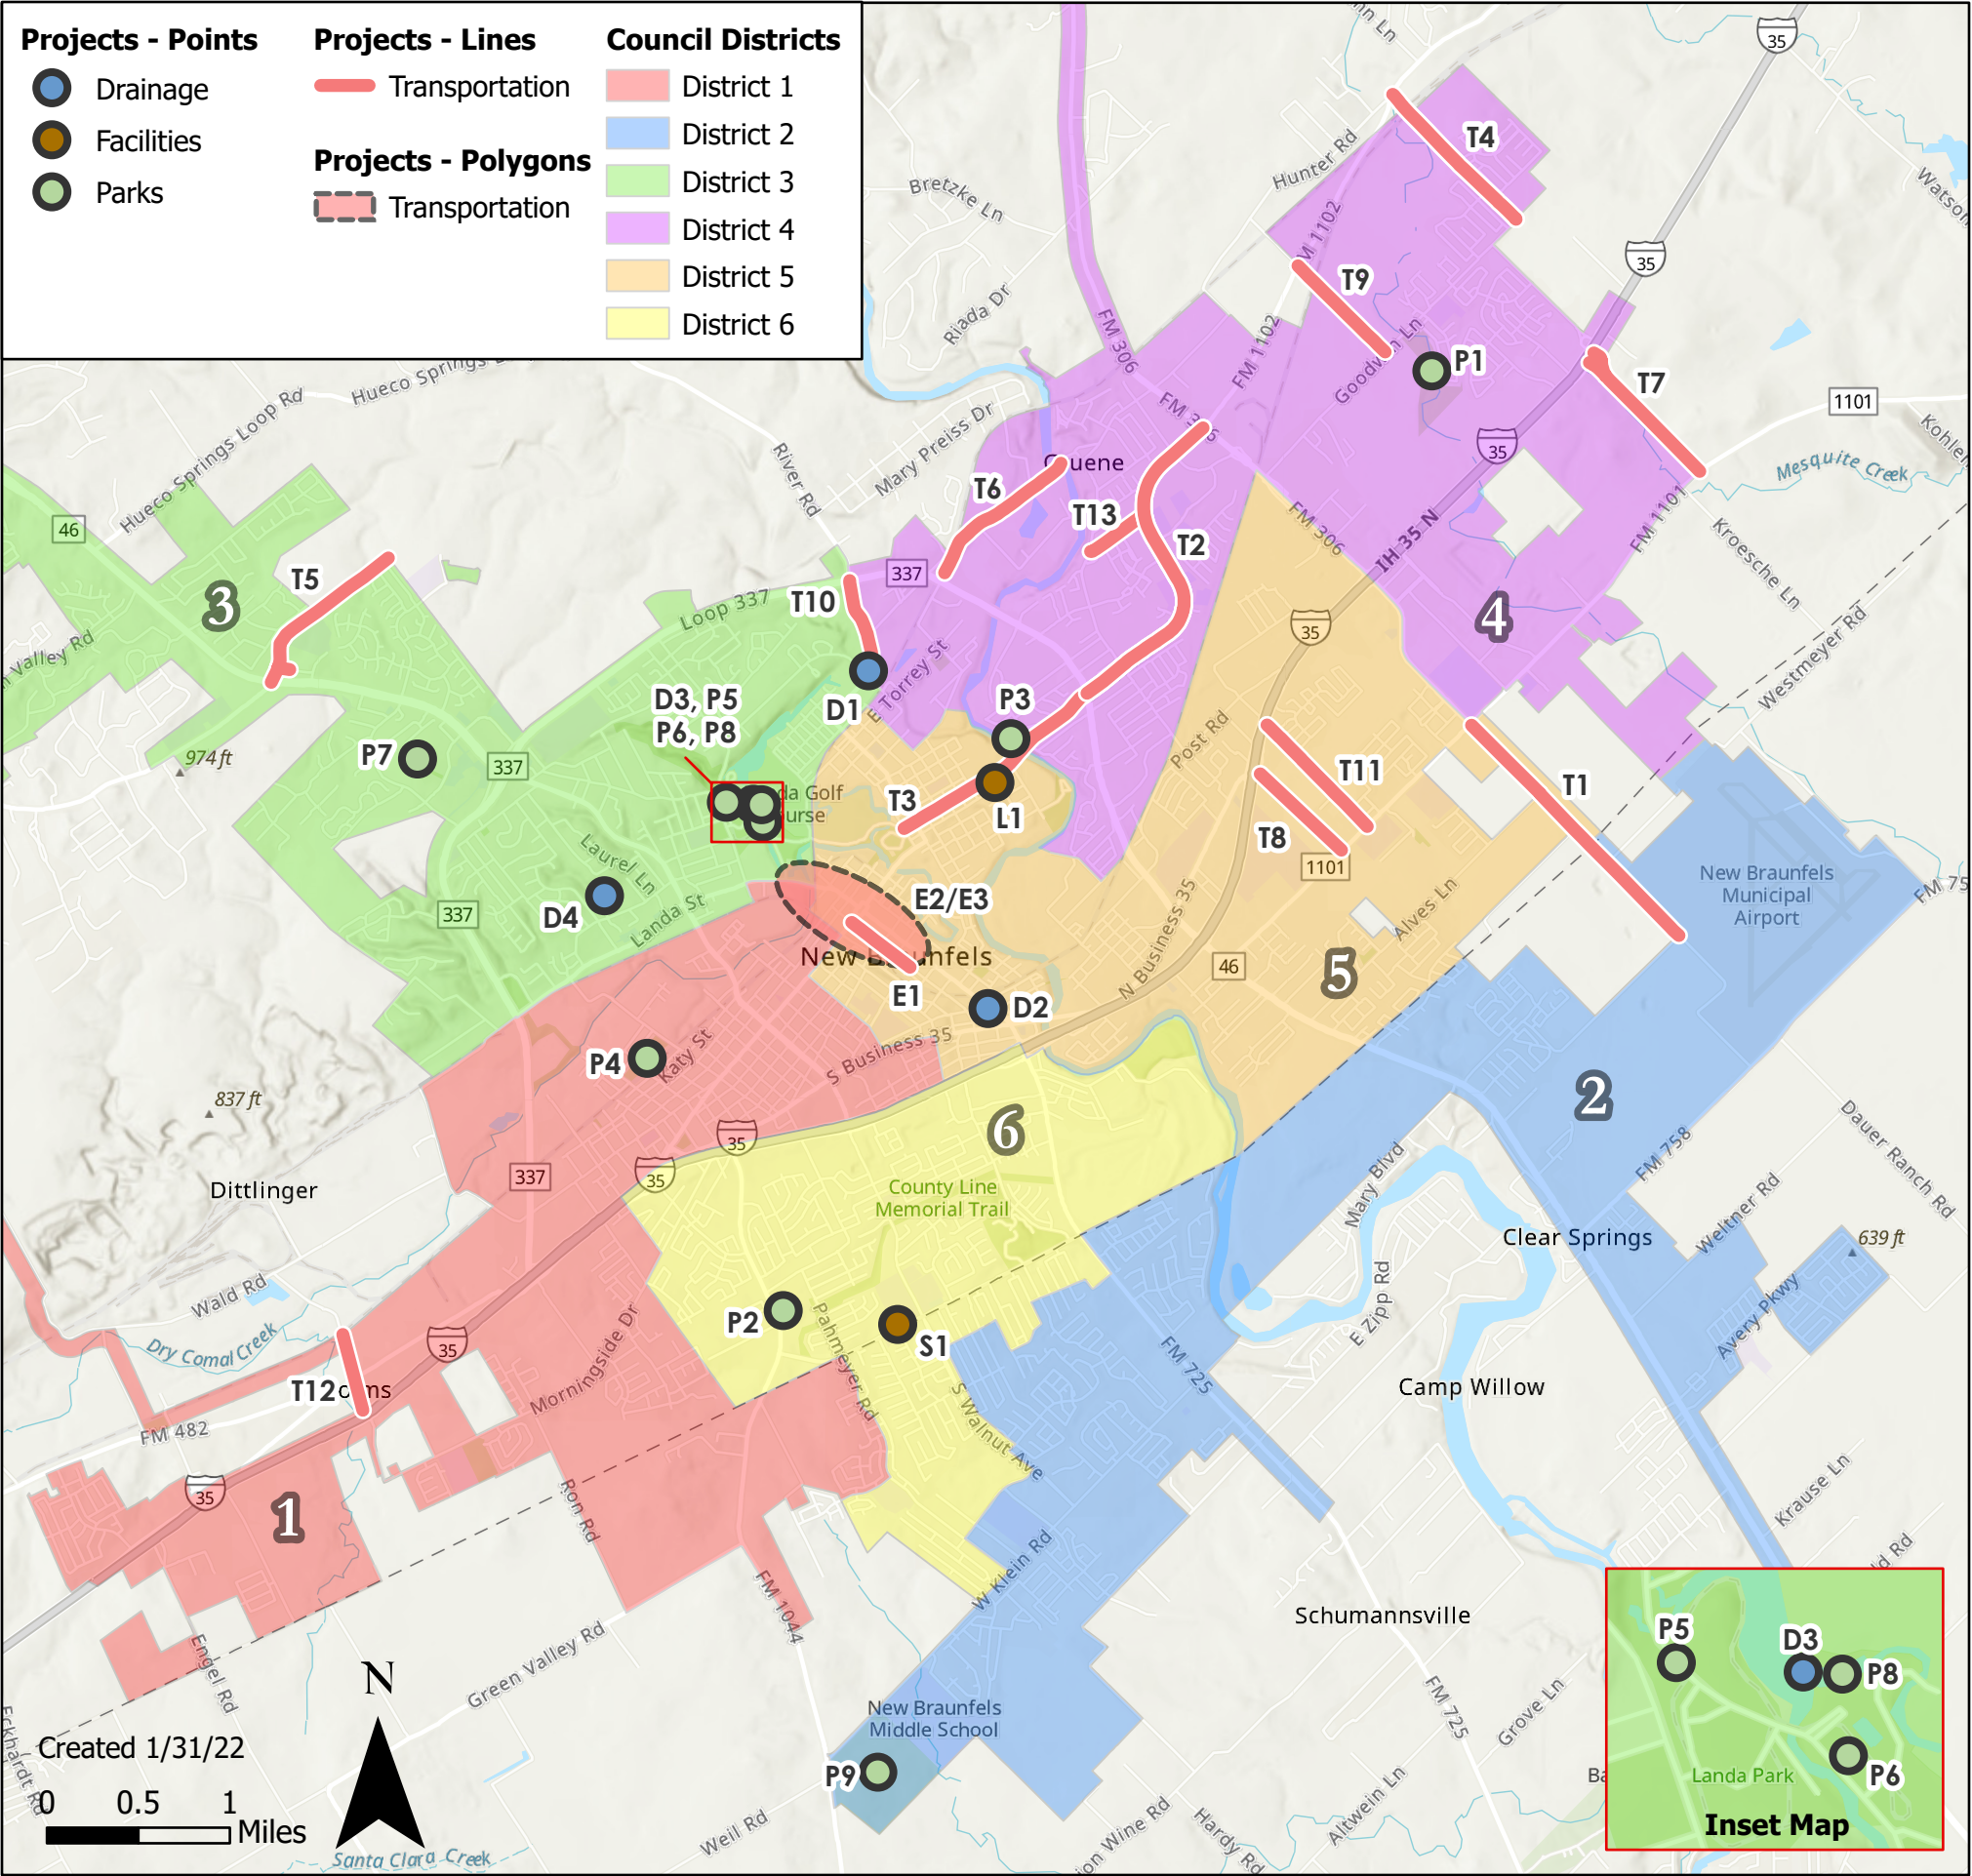 Projects - Points
Drainage
Facilities
Parks
Projects - Lines
Transportation
Projects - Polygons
Transportation
Council Districts
District 1
District 2
District 3
District 4
District 5
District 6
35
T4
Hunter Rd
Bretzke Ln
35
T9
Riada Dr
FM 306
FM 1102
Goodwin Ln
P1
T7
1101
Hueco Springs Loop Rd
River Rd
Mary Preiss Dr
FM 1101
35
Mesquite Creek
46
T6
T13
T2
FM 306
IH 35 N
Kroesche Ln
3
T5
337
T10
Loop 337
35
4
Westmeyer Rd
D3, P5
P6, P8
D1
E Torrey St
P3
Post Rd
974 ft
P7
337
T3
L1
T11
T8
T1
1101
Laurel Ln
D4
Landa St
337
E2/E3
New Braunfels
E1
D2
N Business 35
46
5
Alves Ln
New Braunfels
Municipal
Airport
P4
Katy St
S Business 35
837 ft
35
6
2
Mary Blvd
FM 758
Dauer Ranch Rd
Dittlinger
337
35
County Line
Memorial Trail
Clear Springs
Weltner Rd
639 ft
Wald Rd
Dry Comal Creek
35
P2
Pahmeyer Rd
S1
E Zipp Rd
Avery Pkwy
Morningside Dr
T12
FM 725
Camp Willow
FM 482
S Walnut Ave
35
1
Ron Rd
Krause Ln
W Klein Rd
FM 1044
Schumannsville
Engel Rd
Green Valley Rd
FM 725
Grove Ln
New Braunfels
Middle School
P9
Weil Rd
Hardy Rd
Altwein Ln
Eckhardt Rd
Santa Clara Creek
N
Created 1/31/22
0 0.5 1
Miles
P5
D3
P8
P6
Landa Park
Inset Map